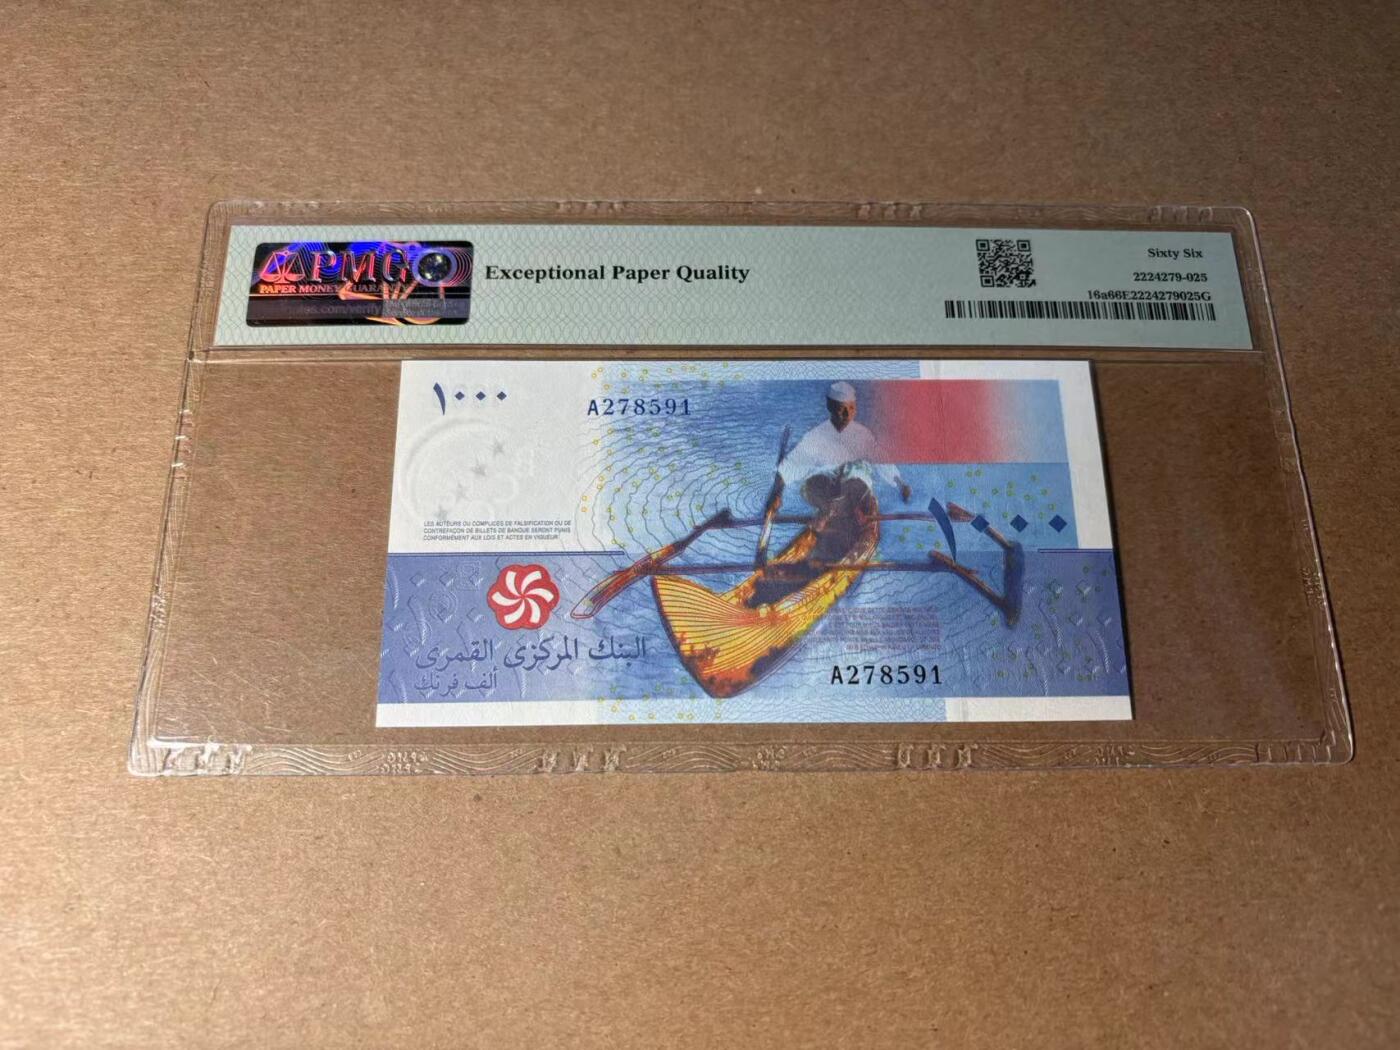 PMG
PAPER MONEY GUARANTY
Exceptional Paper Quality
Sixty Six
2224279-025
16a66E2224279025G
١٠٠٠
A278591
١٠٠٠
LES AUTEURS OU COMPLICES DE FALSIFICATION OU DE
CONTREFAÇON DE BILLETS DE BANQUE SERONT PUNIS
CONFORMÉMENT AUX LOIS ET ACTES EN VIGUEUR
البنك المركزي القمري
ألف فرنك
A278591